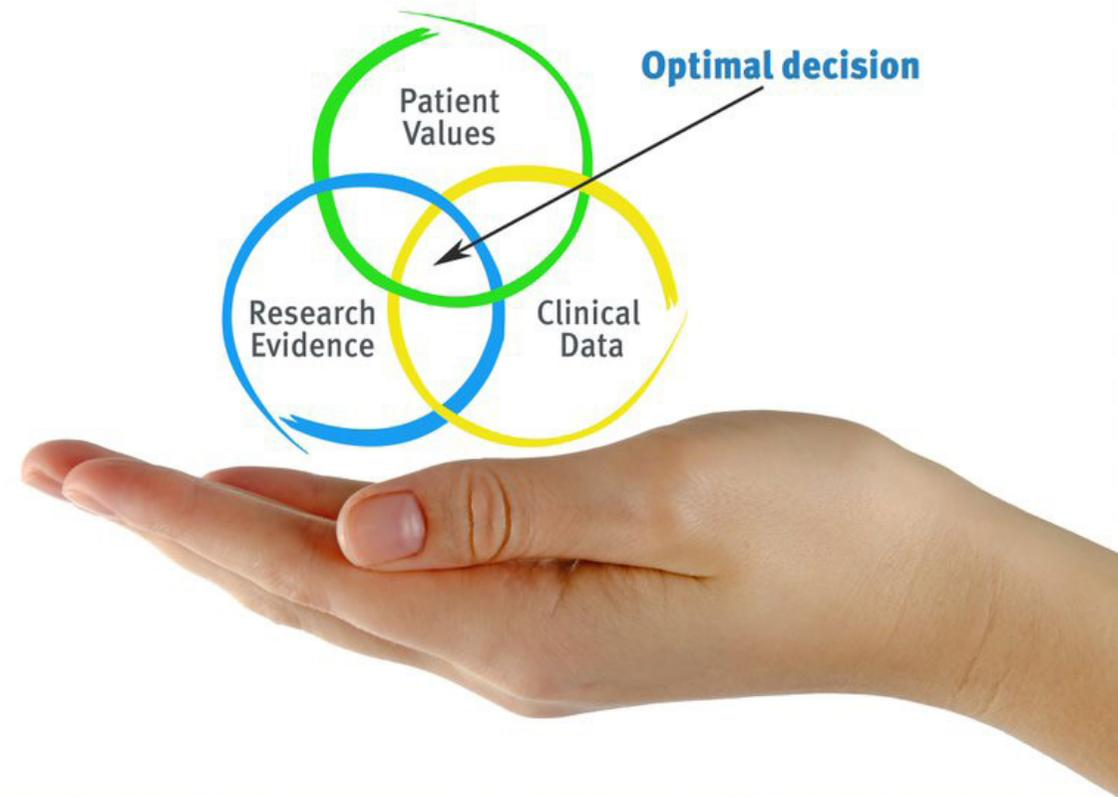 Optimal decision
Patient
Values
Research
Evidence
Clinical
Data